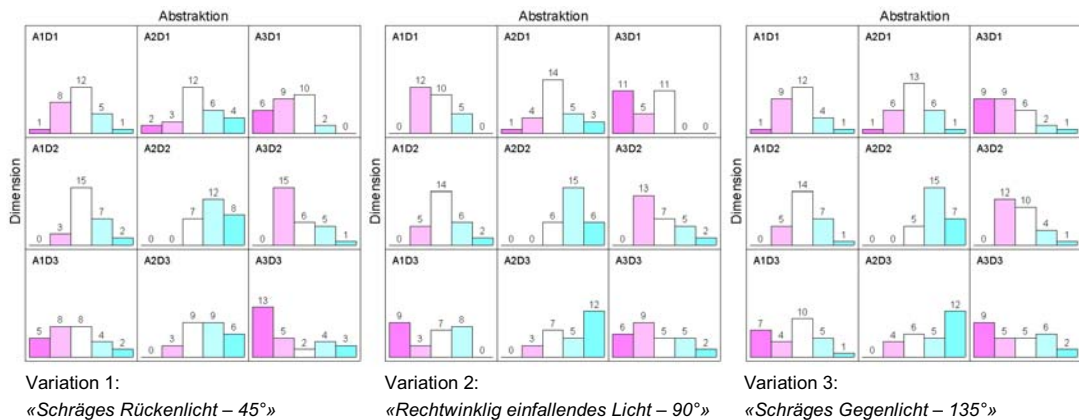 Abstraktion
Abstraktion
Abstraktion
Dimension
A1D1
1 8 12 5 1
A2D1
2 3 12 6 4
A3D1
6 9 10 2 0
A1D2
0 3 15 7 2
A2D2
0 0 7 12 8
A3D2
0 15 6 5 1
A1D3
5 8 8 4 2
A2D3
0 3 9 9 6
A3D3
13 5 2 4 3
Dimension
A1D1
0 12 10 5 0
A2D1
1 4 14 5 3
A3D1
11 5 11 0 0
A1D2
0 5 14 6 2
A2D2
0 0 6 15 6
A3D2
0 13 7 5 2
A1D3
9 3 7 8 0
A2D3
0 3 7 5 12
A3D3
6 9 5 5 2
Dimension
A1D1
1 9 12 4 1
A2D1
1 6 13 6 1
A3D1
9 9 6 2 1
A1D2
0 5 14 7 1
A2D2
0 0 5 15 7
A3D2
0 12 10 4 1
A1D3
7 4 10 5 1
A2D3
0 4 6 5 12
A3D3
9 5 5 6 2
Variation 1:
«Schräges Rückenlicht – 45°»
Variation 2:
«Rechtwinklig einfallendes Licht – 90°»
Variation 3:
«Schräges Gegenlicht – 135°»